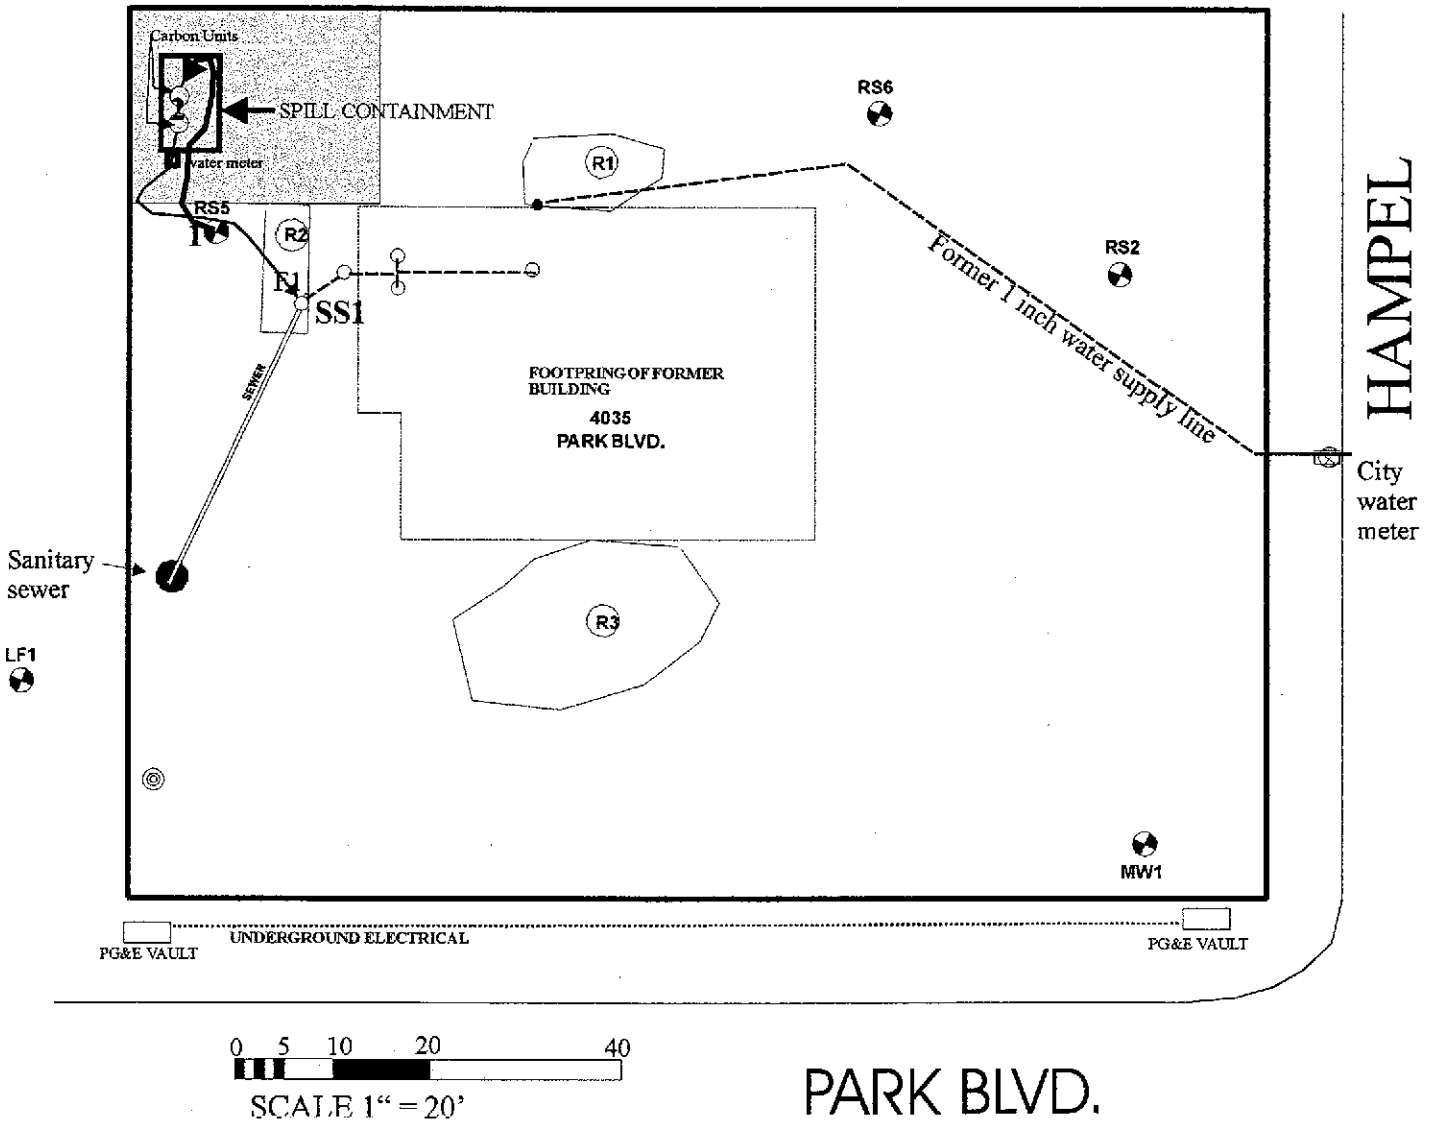 Carbon Units
2
SPILL CONTAINMENT
water meter
RS6
R1
RS5
1
R2
F1
SS1
RS2
Former 1 inch water supply line
HAMPEL
SEWER
FOOTPRING OF FORMER
BUILDING
4035
PARK BLVD.
City
water
meter
Sanitary
sewer
R3
LF1
MW1
UNDERGROUND ELECTRICAL
PG&E VAULT
PG&E VAULT
0 5 10 20 40
SCALE 1“ = 20’
PARK BLVD.